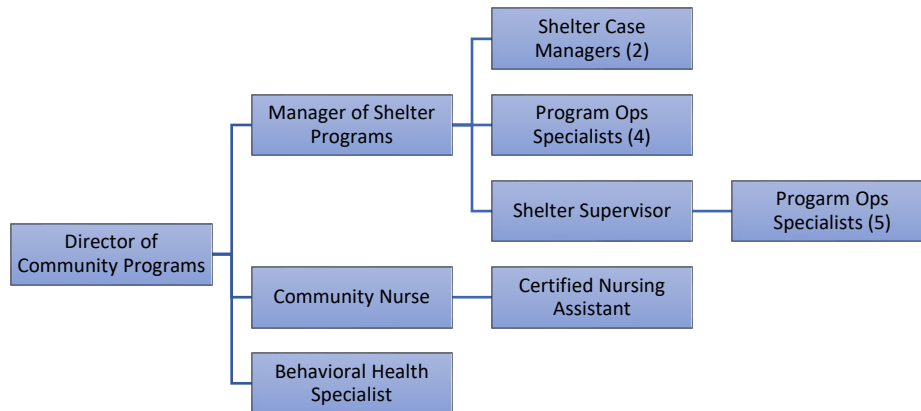 Shelter Case
Managers (2)
Manager of Shelter
Programs
Program Ops
Specialists (4)
Shelter Supervisor
Progarm Ops
Specialists (5)
Director of
Community Programs
Community Nurse
Certified Nursing
Assistant
Behavioral Health
Specialist